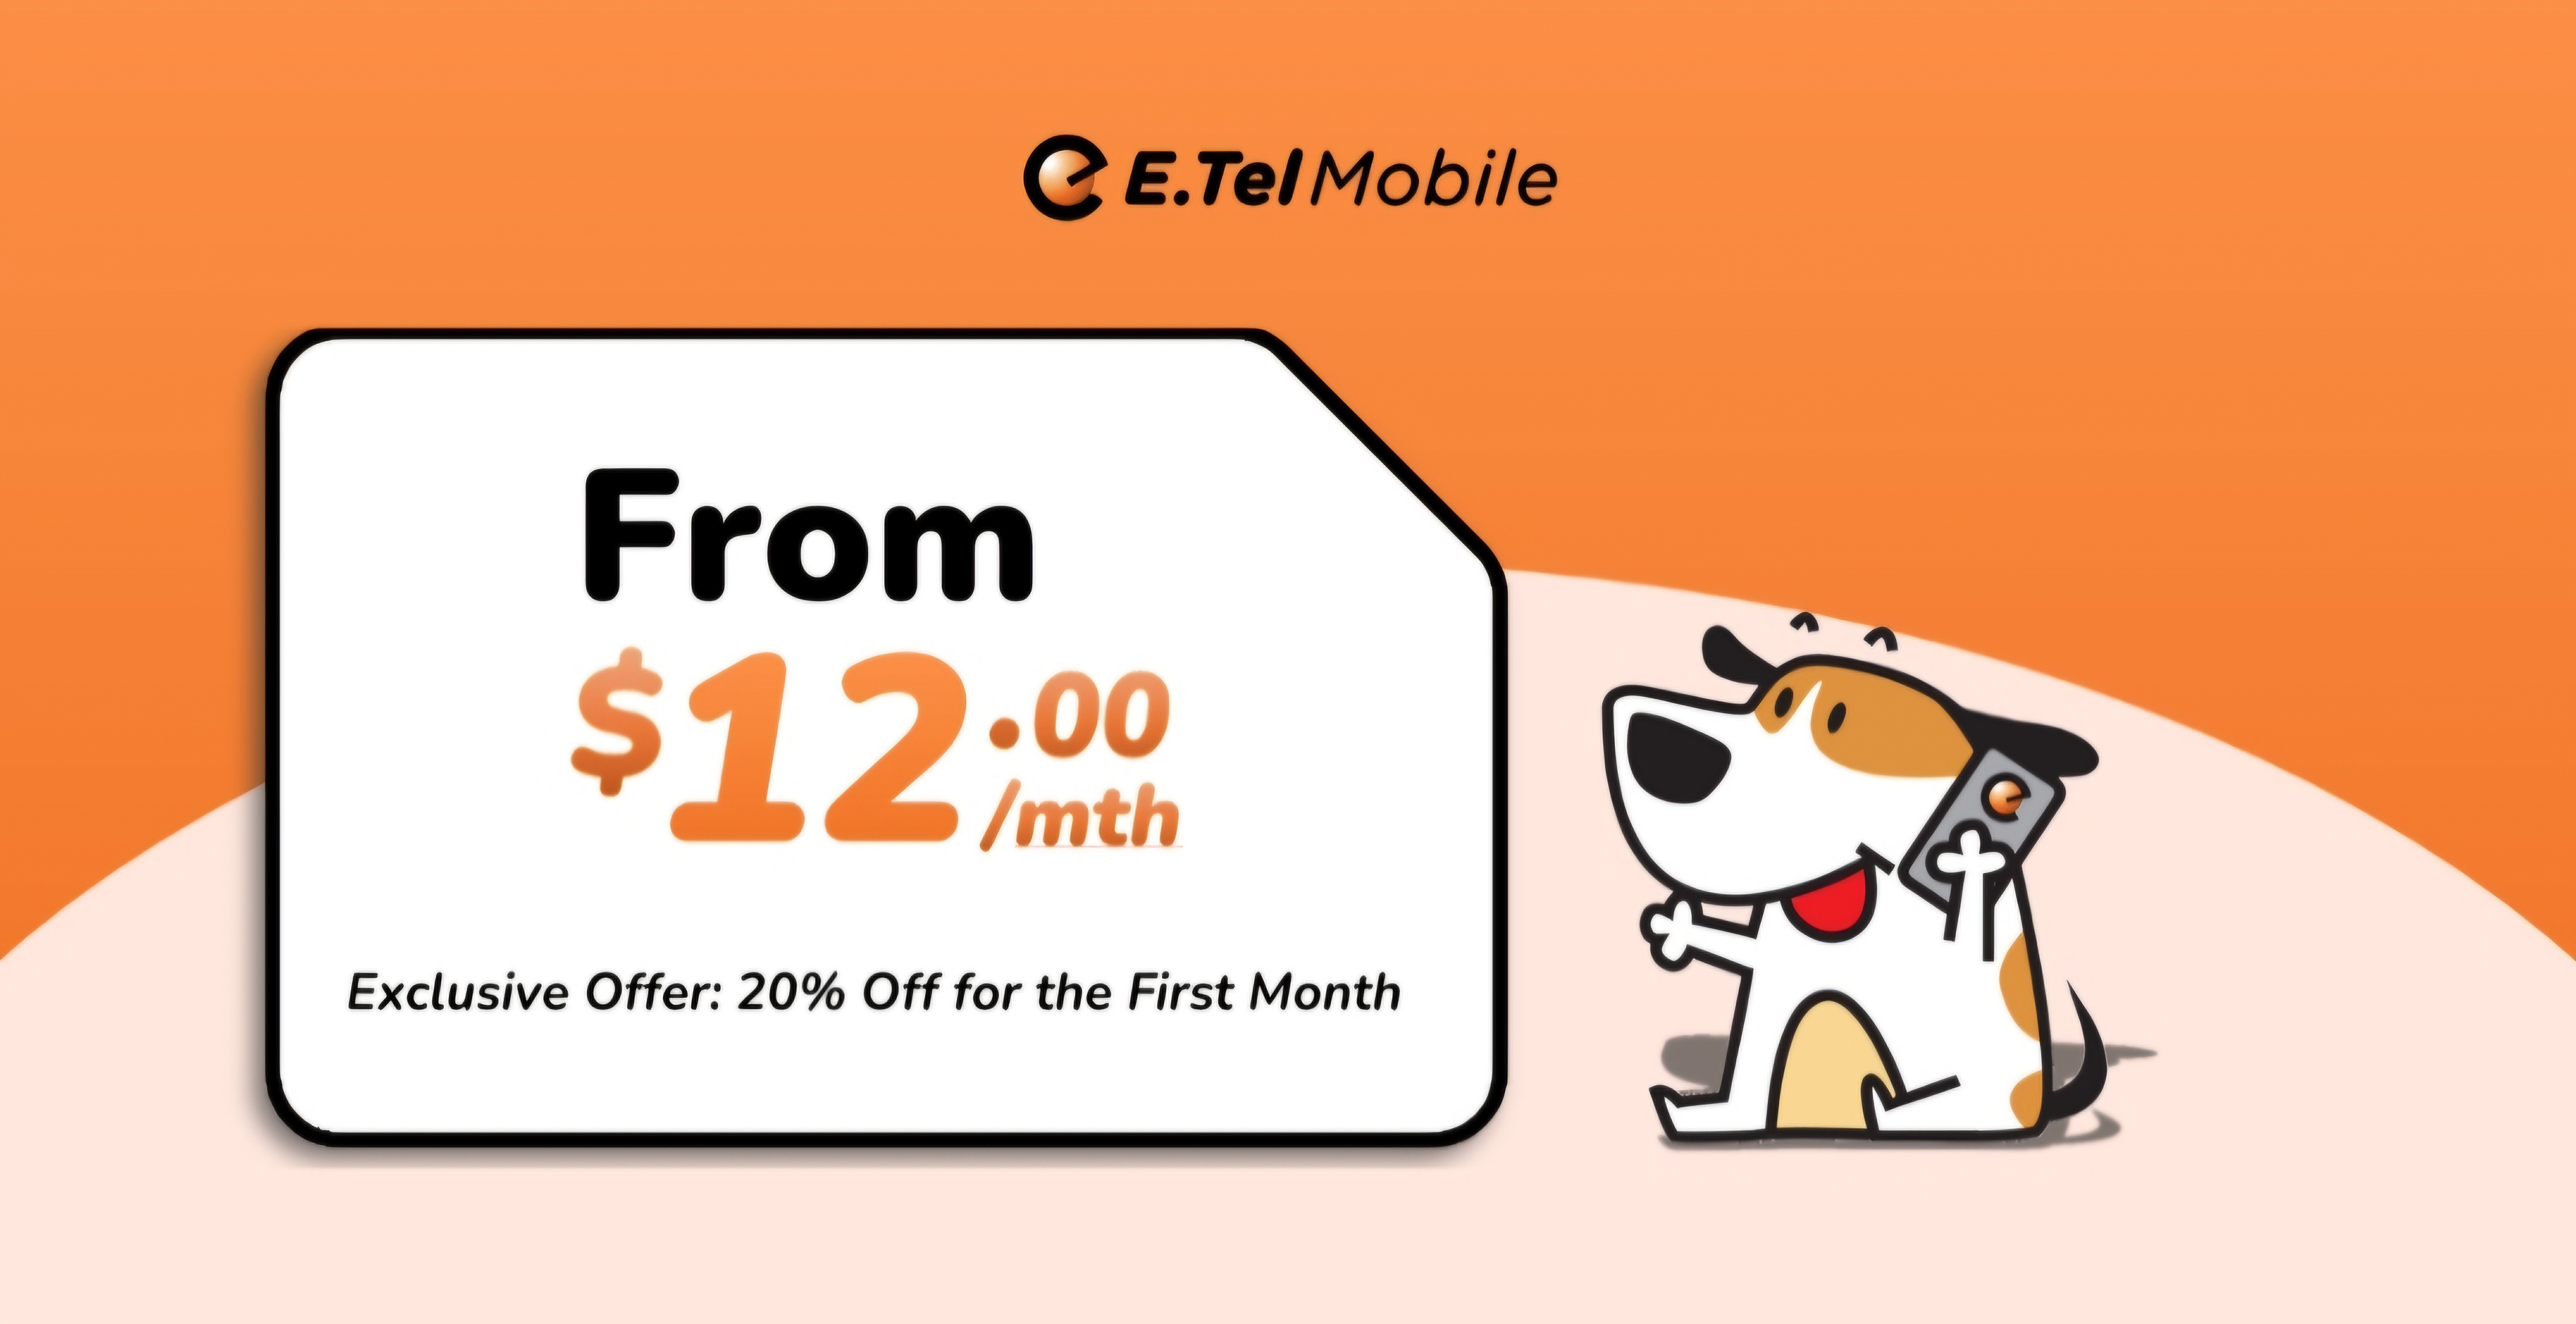 E.Tel Mobile
From
$12.00
/mth
Exclusive Offer: 20% Off for the First Month